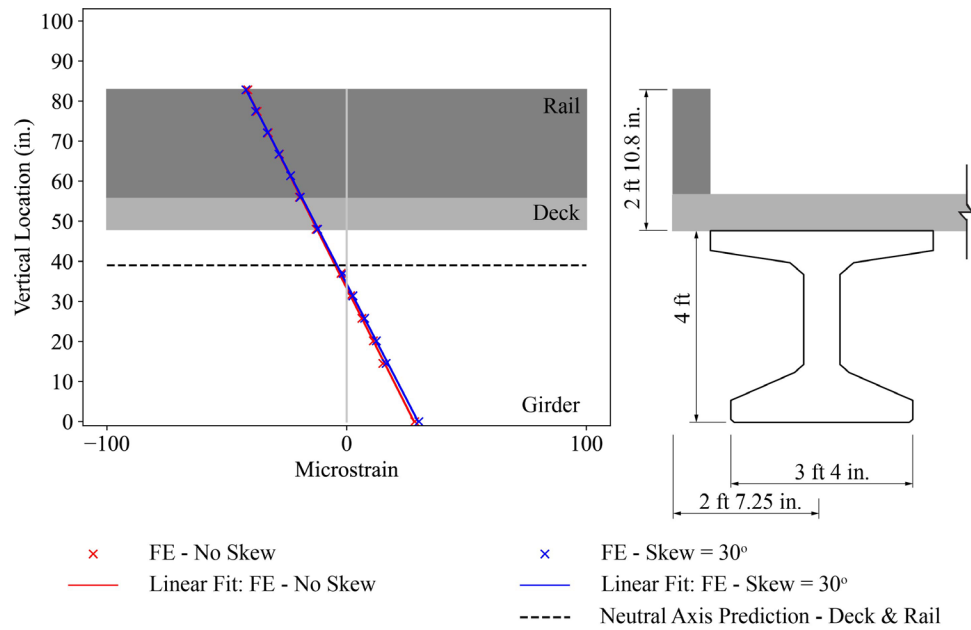 100
90
80
70
60
50
40
30
20
10
0
Vertical Location (in.)
−100
0
100
Microstrain
Rail
Deck
Girder
2 ft 10.8 in.
4 ft
3 ft 4 in.
2 ft 7.25 in.
FE - No Skew
Linear Fit: FE - No Skew
FE - Skew = 30°
Linear Fit: FE - Skew = 30°
Neutral Axis Prediction - Deck & Rail